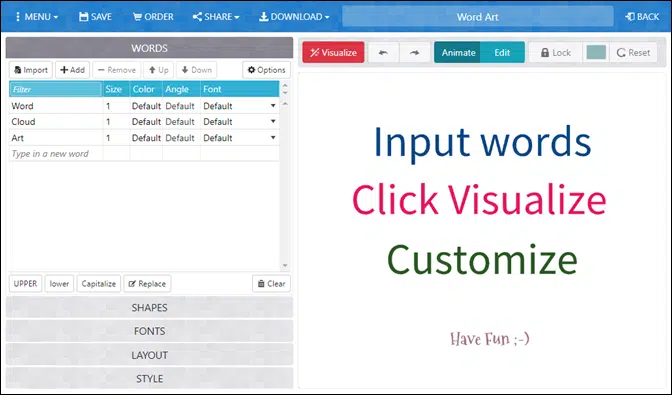 MENU SAVE ORDER SHARE DOWNLOAD Word Art BACK
WORDS
Import Add Remove Up Down Options
Filter Size Color Angle Font
Word 1 Default Default Default
Cloud 1 Default Default Default
Art 1 Default Default Default
Type in a new word
UPPER lower Capitalize Replace Clear
SHAPES
FONTS
LAYOUT
STYLE
Visualize Animate Edit Lock Reset
Input words
Click Visualize
Customize
Have Fun ;-)